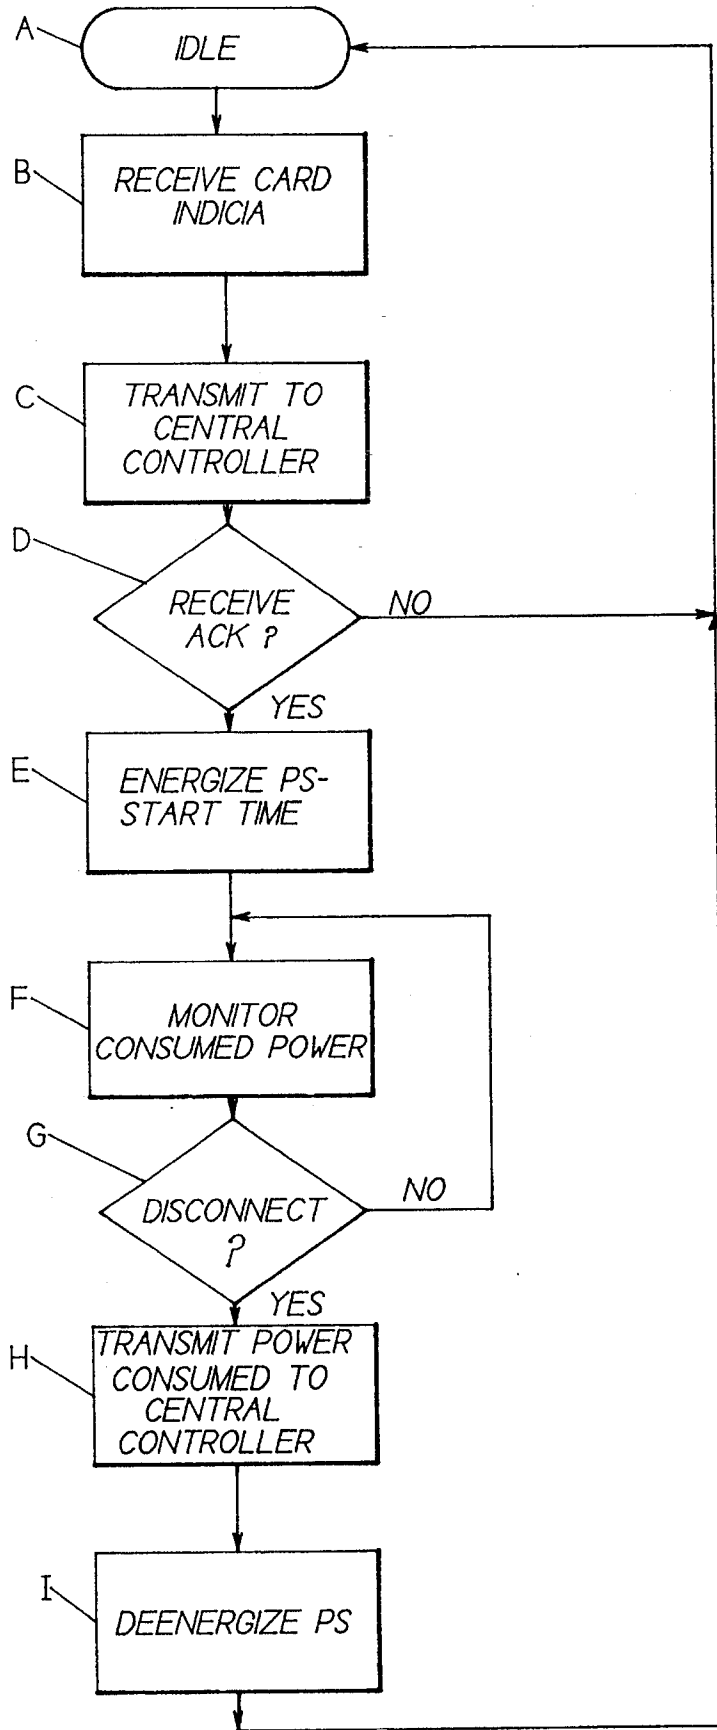 A
IDLE
B
RECEIVE CARD
INDICIA
C
TRANSMIT TO
CENTRAL
CONTROLLER
D
RECEIVE
ACK ?
NO
YES
E
ENERGIZE PS-
START TIME
F
MONITOR
CONSUMED POWER
G
DISCONNECT
?
NO
YES
H
TRANSMIT POWER
CONSUMED TO
CENTRAL
CONTROLLER
I
DEENERGIZE PS